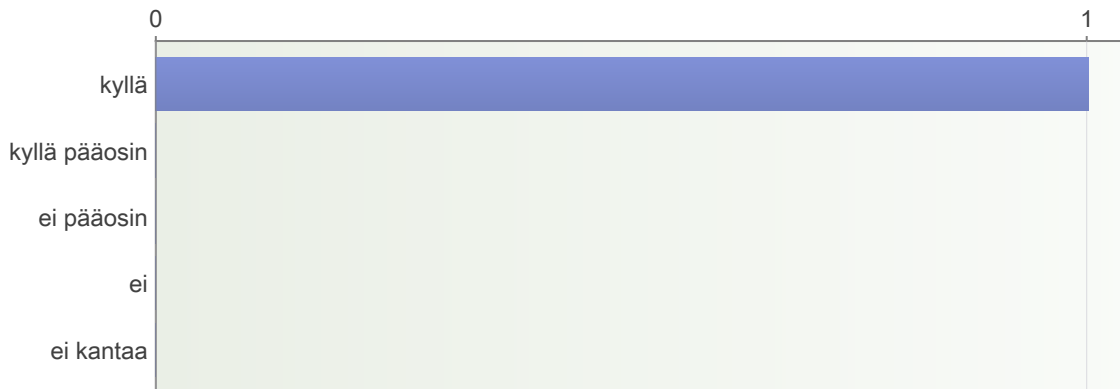 0 1
kyllä
kyllä pääosin
ei pääosin
ei
ei kantaa